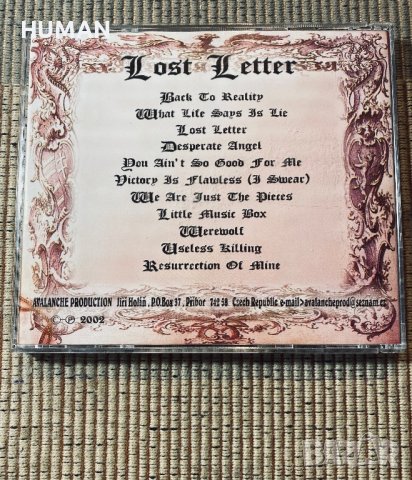 HUMAN
Lost Letter
Back To Reality
What Life Says Is Lie
Lost Letter
Desperate Angel
You Ain't So Good For Me
Victory Is Flawless (I Swear)
We Are Just The Pieces
Little Music Box
Werewolf
Useless Killing
Resurrection Of Mine
AVALANCHE PRODUCTION Jiří Holiň , P.O.Box 37 , Příbor 742 58 Czech Republic e-mail>avalancheprod@seznam.cz
©-℗ 2002